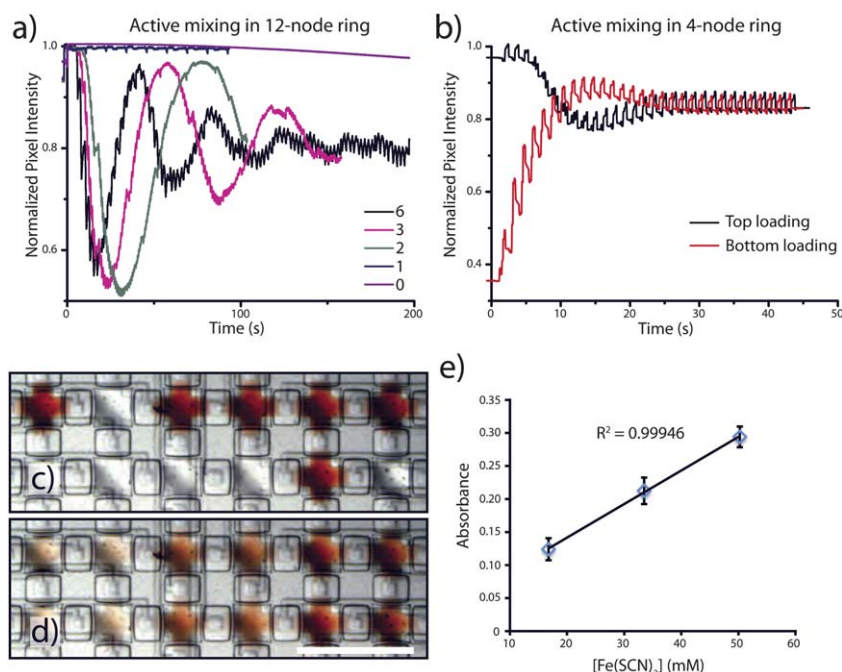 a)
Active mixing in 12-node ring
Normalized Pixel Intensity
1.0
0.8
0.6
6
3
2
1
0
0
100
200
Time (s)
b)
Active mixing in 4-node ring
Normalized Pixel Intensity
1.0
0.8
0.6
0.4
Top loading
Bottom loading
0
10
20
30
40
50
Time (s)
c)
d)
e)
R² = 0.99946
Absorbance
0.35
0.30
0.25
0.20
0.15
0.10
0.05
0.00
10
20
30
40
50
60
[Fe(SCN)₃] (mM)